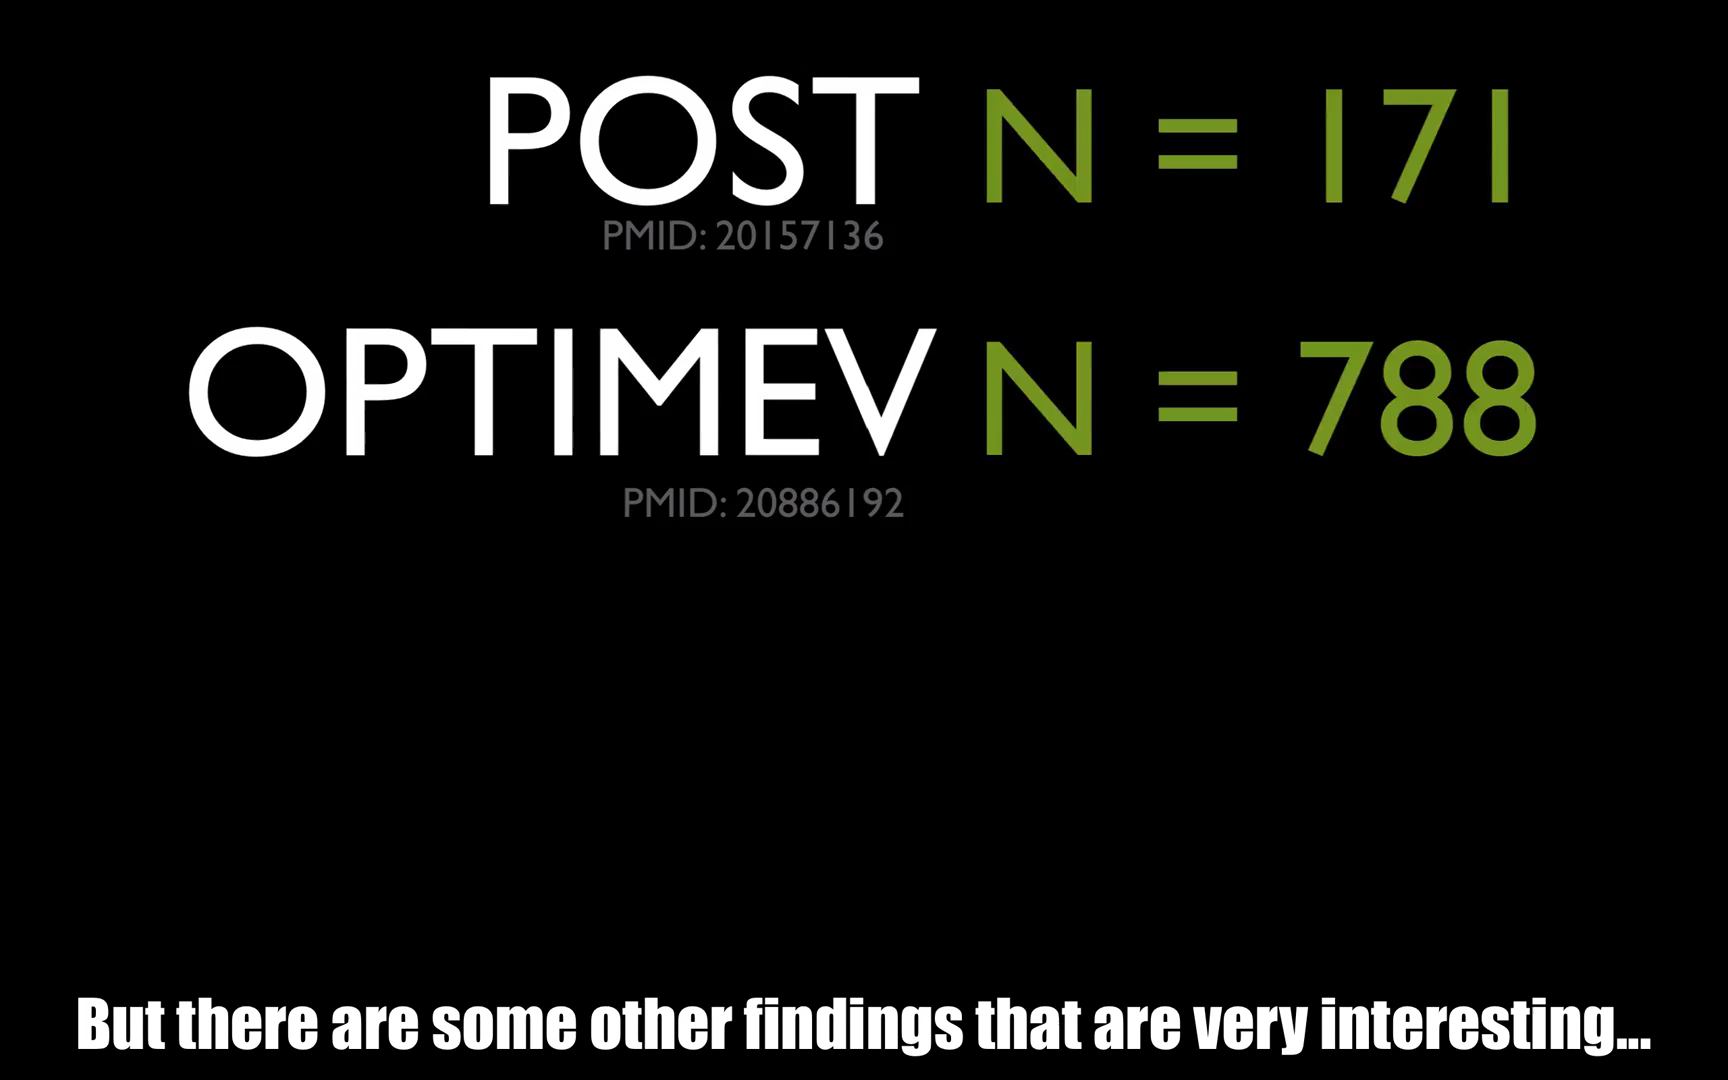 POST N = 171
PMID: 20157136
OPTIMEV N = 788
PMID: 20886192
But there are some other findings that are very interesting...